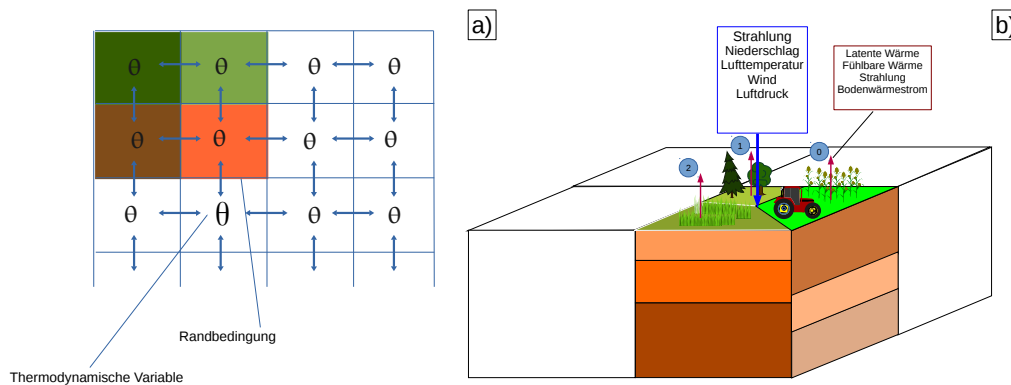 a)
θ θ θ θ
θ θ θ θ
θ θ θ θ
Randbedingung
Thermodynamische Variable
b)
Strahlung
Niederschlag
Lufttemperatur
Wind
Luftdruck
Latente Wärme
Fühlbare Wärme
Strahlung
Bodenwärmestrom
2
1
0